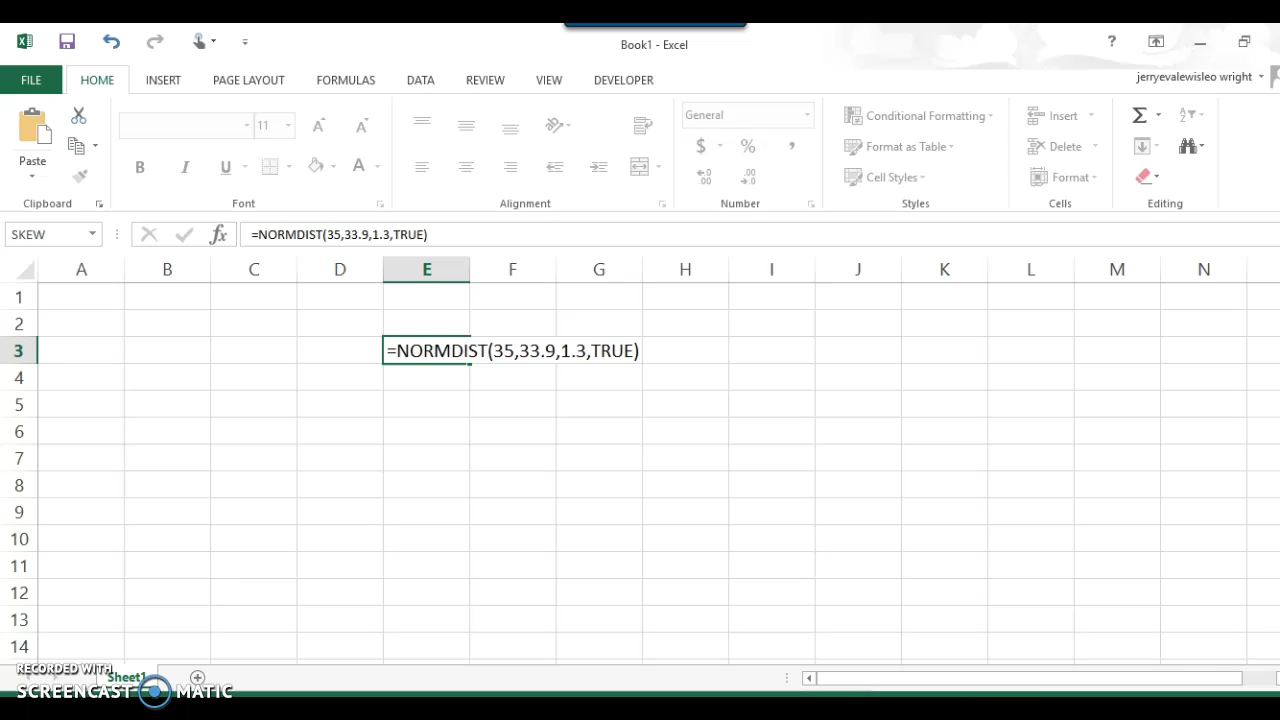 Book1 - Excel
?
FILE HOME INSERT PAGE LAYOUT FORMULAS DATA REVIEW VIEW DEVELOPER
jerryevalewisleo wright
Paste
11
General
Conditional Formatting
Format as Table
Cell Styles
Insert
Delete
Format
Clipboard Font Alignment Number Styles Cells Editing
SKEW
fx =NORMDIST(35,33.9,1.3,TRUE)
A B C D E F G H I J K L M N
1
2
3 =NORMDIST(35,33.9,1.3,TRUE)
4
5
6
7
8
9
10
11
12
13
14
Sheet1
RECORDED WITH
SCREENCAST MATIC